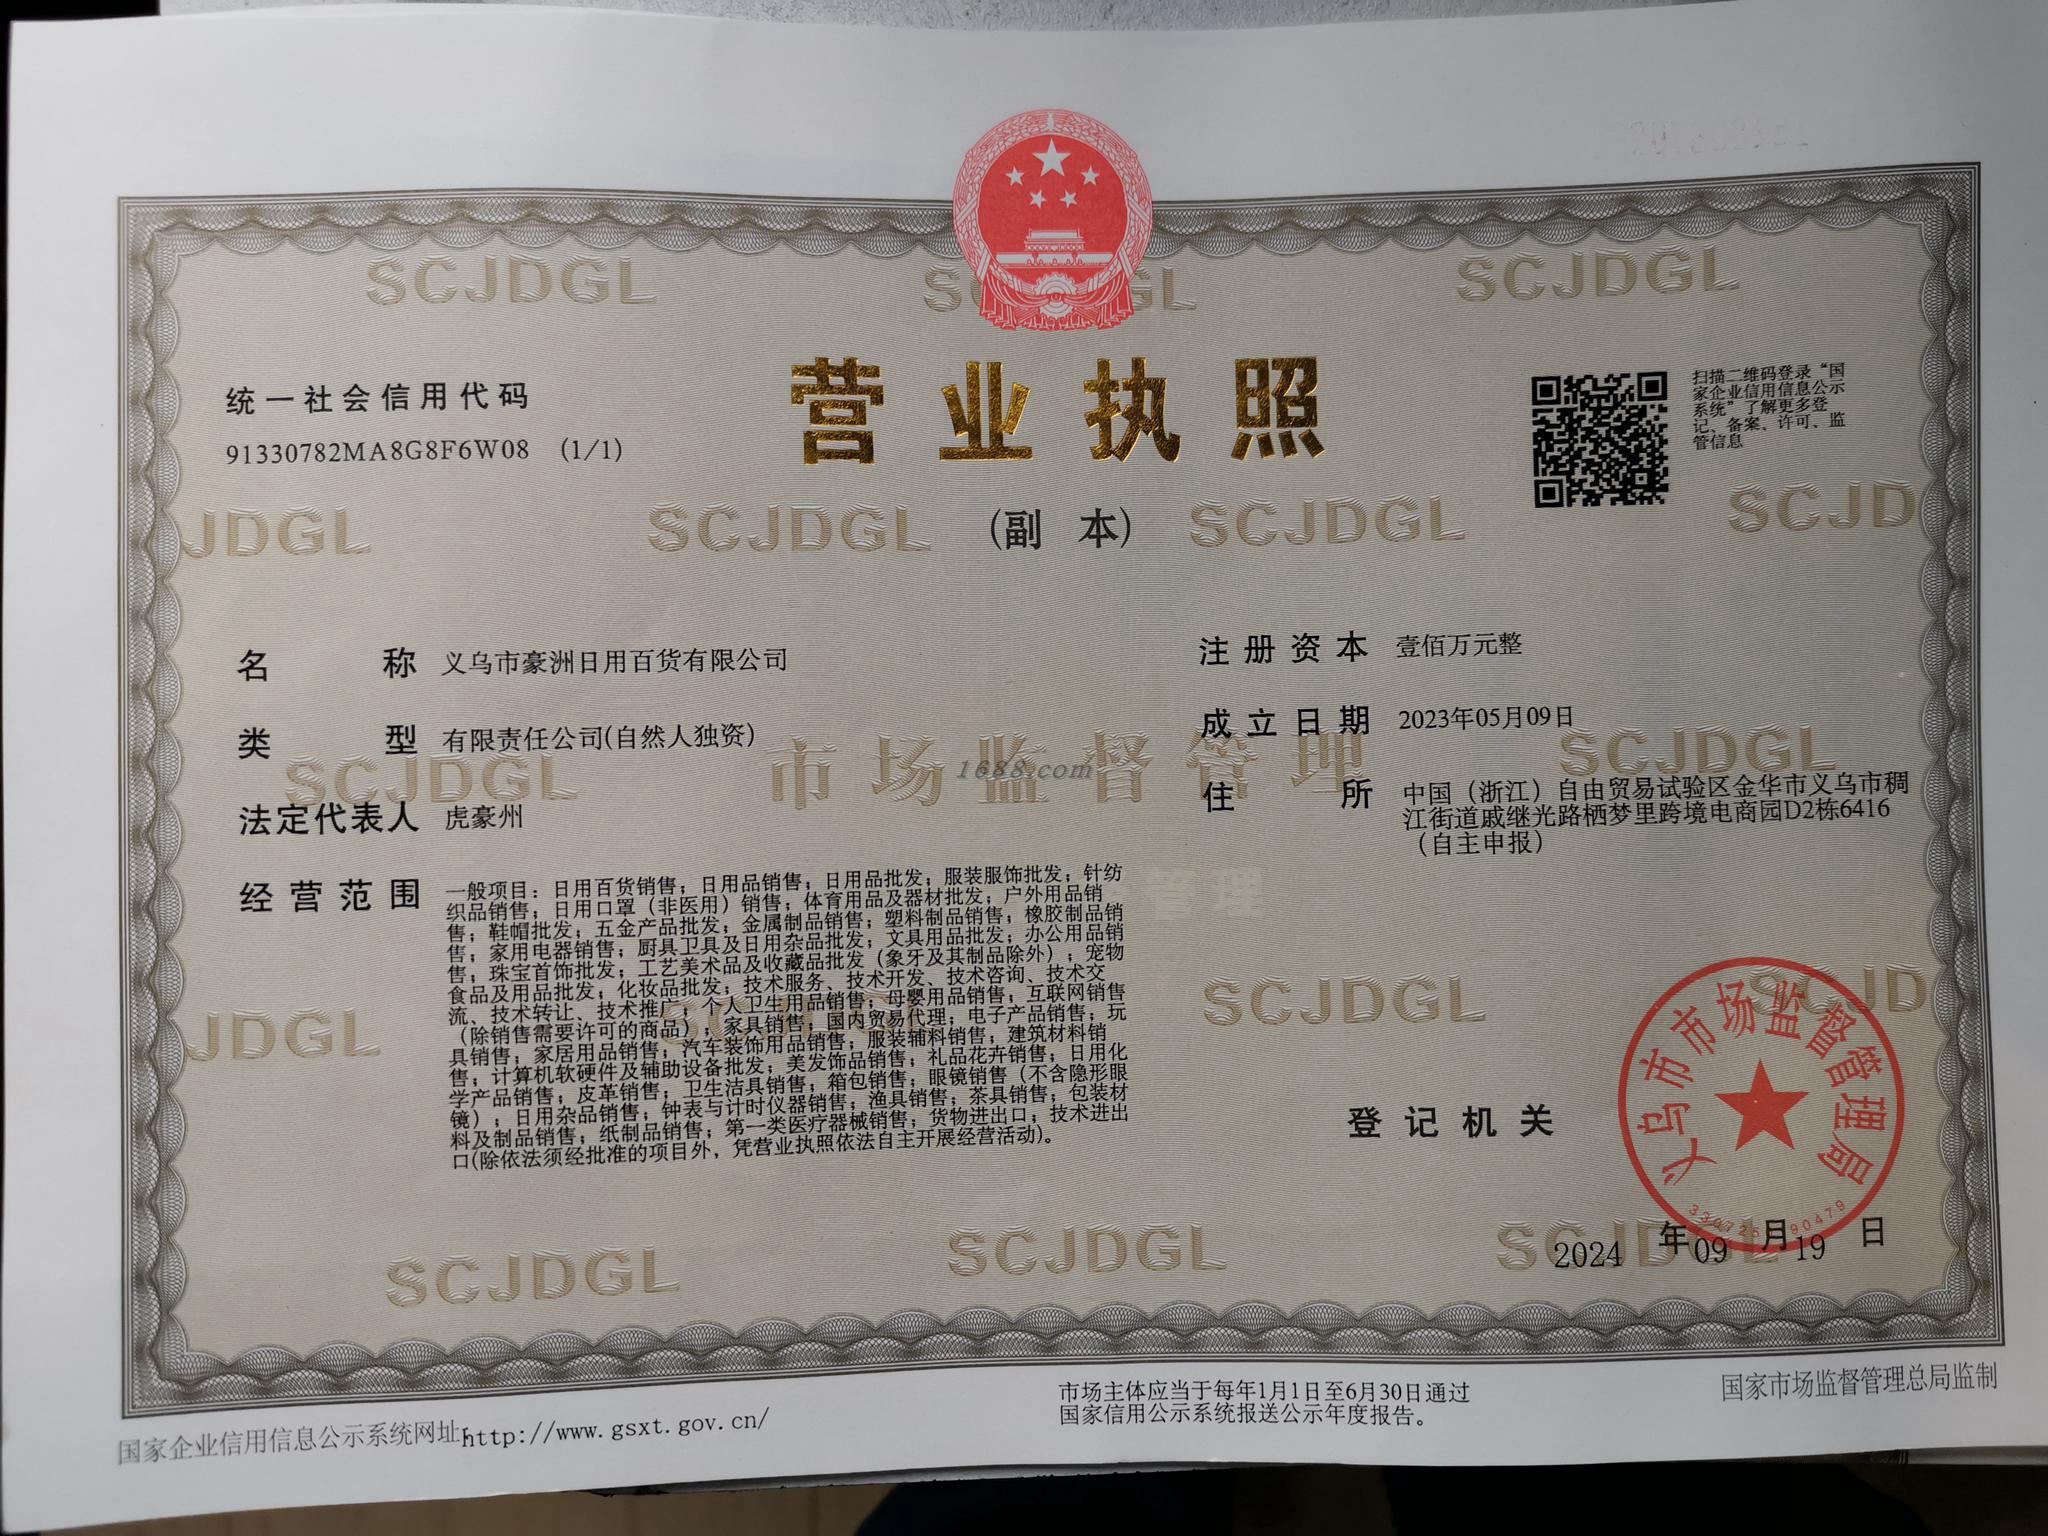 SCJDGL
SCJDGL
统一社会信用代码
91330782MA8G8F6W08 (1/1)
营业执照
(副 本)
扫描二维码登录“国
家企业信用信息公示
系统”了解更多登
记、备案、许可、监
管信息
JDGL
SCJDGL
SCJDGL
SCJD
名 称 义乌市豪洲日用百货有限公司
类 型 有限责任公司(自然人独资)
法定代表人 虎豪州
经营范围 一般项目：日用百货销售；日用品销售；日用品批发；服装服饰批发；针纺
织品销售；日用口罩（非医用）销售；体育用品及器材批发；户外用品销
售；鞋帽批发；五金产品批发；金属制品销售；塑料制品销售；橡胶制品销
售；家用电器销售；厨具卫具及日用杂品批发；文具用品批发；办公用品销
售；珠宝首饰批发；工艺美术品及收藏品批发（象牙及其制品除外）；宠物
食品及用品批发；化妆品批发；技术服务、技术开发、技术咨询、技术交
流、技术转让、技术推广；个人卫生用品销售；母婴用品销售；互联网销售
（除销售需要许可的商品）；家具销售；国内贸易代理；电子产品销售；玩
具销售；家居用品销售；汽车装饰用品销售；服装辅料销售；建筑材料销
售；计算机软硬件及辅助设备批发；美发饰品销售；礼品花卉销售；日用化
学产品销售；皮革销售；卫生洁具销售；箱包销售；眼镜销售（不含隐形眼
镜）；日用杂品销售；钟表与计时仪器销售；渔具销售；茶具销售；包装材
料及制品销售；纸制品销售；第一类医疗器械销售；货物进出口；技术进出
口(除依法须经批准的项目外，凭营业执照依法自主开展经营活动)。
注册资本 壹佰万元整
成立日期 2023年05月09日
住 所 中国（浙江）自由贸易试验区金华市义乌市稠
江街道戚继光路栖梦里跨境电商园D2栋6416
（自主申报）
SCJDGL
市场监督管理
SCJDGL
1688.com
管理
JDGL
SCJDGL
SCJD
登记机关
义乌市市场监督管理局
2024 年 09 月 19 日
SCJDGL
SCJDGL
SCJDGL
国家企业信用信息公示系统网址:http://www.gsxt.gov.cn/
市场主体应当于每年1月1日至6月30日通过
国家信用公示系统报送公示年度报告。
国家市场监督管理总局监制